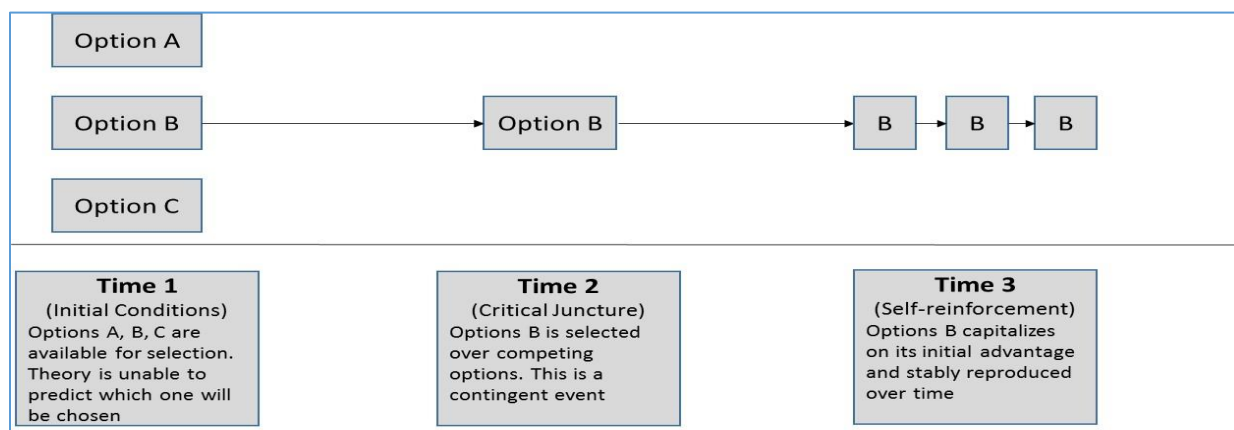 Option A
Option B
Option B
B
B
B
Option C
Time 1
(Initial Conditions)
Options A, B, C are
available for selection.
Theory is unable to
predict which one will
be chosen
Time 2
(Critical Juncture)
Options B is selected
over competing
options. This is a
contingent event
Time 3
(Self-reinforcement)
Options B capitalizes
on its initial advantage
and stably reproduced
over time